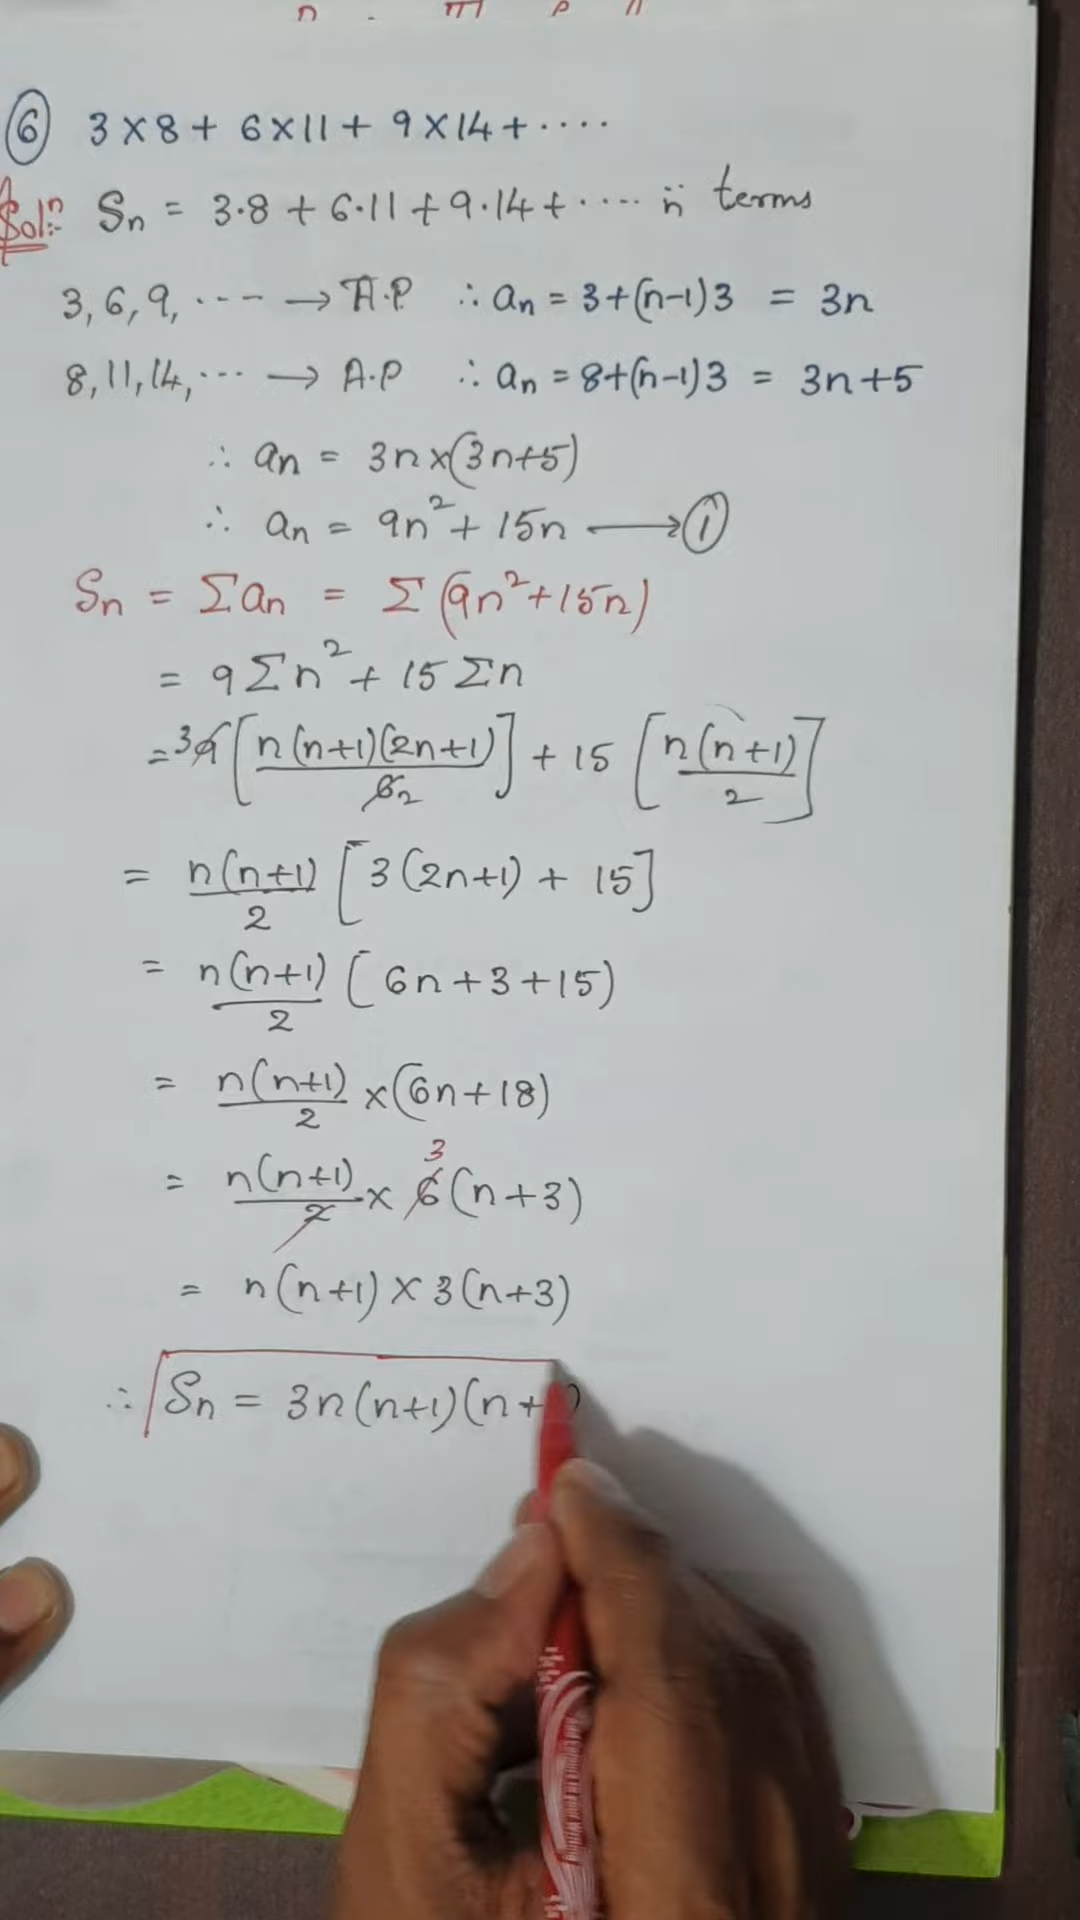 ⑥ 3×8+ 6×11+ 9×14+····
Solⁿ:- Sn = 3·8 + 6·11 + 9·14 + ···· n terms
3, 6, 9, ---- → A.P ∴ an = 3+(n-1)3 = 3n
8, 11, 14, ··· → A.P ∴ an = 8+(n-1)3 = 3n+5
∴ an = 3n×(3n+5)
∴ an = 9n² + 15n → ①
Sn = Σan = Σ(9n²+15n)
= 9Σn² + 15Σn
= 3 9 [n(n+1)(2n+1) / 6 2] + 15 [n(n+1) / 2]
= n(n+1)/2 [3(2n+1) + 15]
= n(n+1)/2 (6n+3+15)
= n(n+1)/2 ×(6n+18)
= n(n+1)/2 × 6 3 (n+3)
= n(n+1) × 3(n+3)
∴ Sn = 3n(n+1)(n+